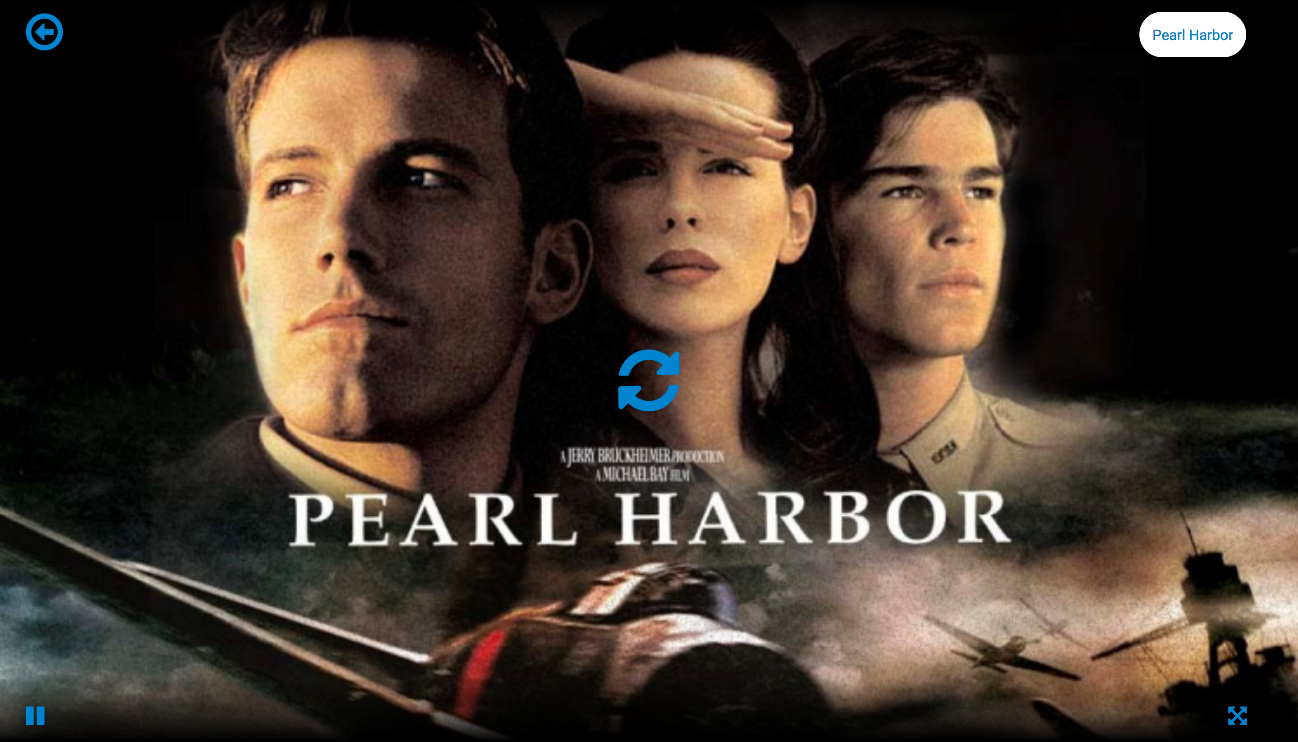 Pearl Harbor
A JERRY BRUCKHEIMER PRODUCTION
A MICHAEL BAY FILM
PEARL HARBOR